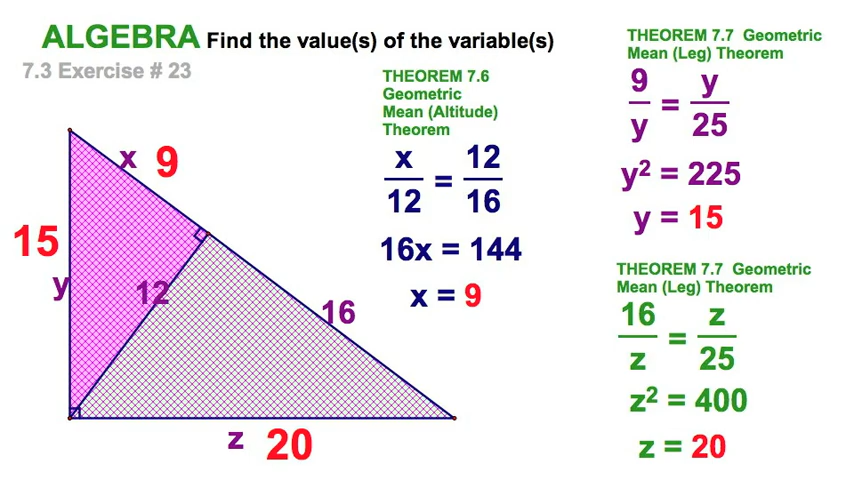 ALGEBRA Find the value(s) of the variable(s)
7.3 Exercise # 23
THEOREM 7.6
Geometric
Mean (Altitude)
Theorem
x/12 = 12/16
16x = 144
x = 9
THEOREM 7.7 Geometric
Mean (Leg) Theorem
9/y = y/25
y² = 225
y = 15
THEOREM 7.7 Geometric
Mean (Leg) Theorem
16/z = z/25
z² = 400
z = 20
x 9
15
y
12
16
z 20